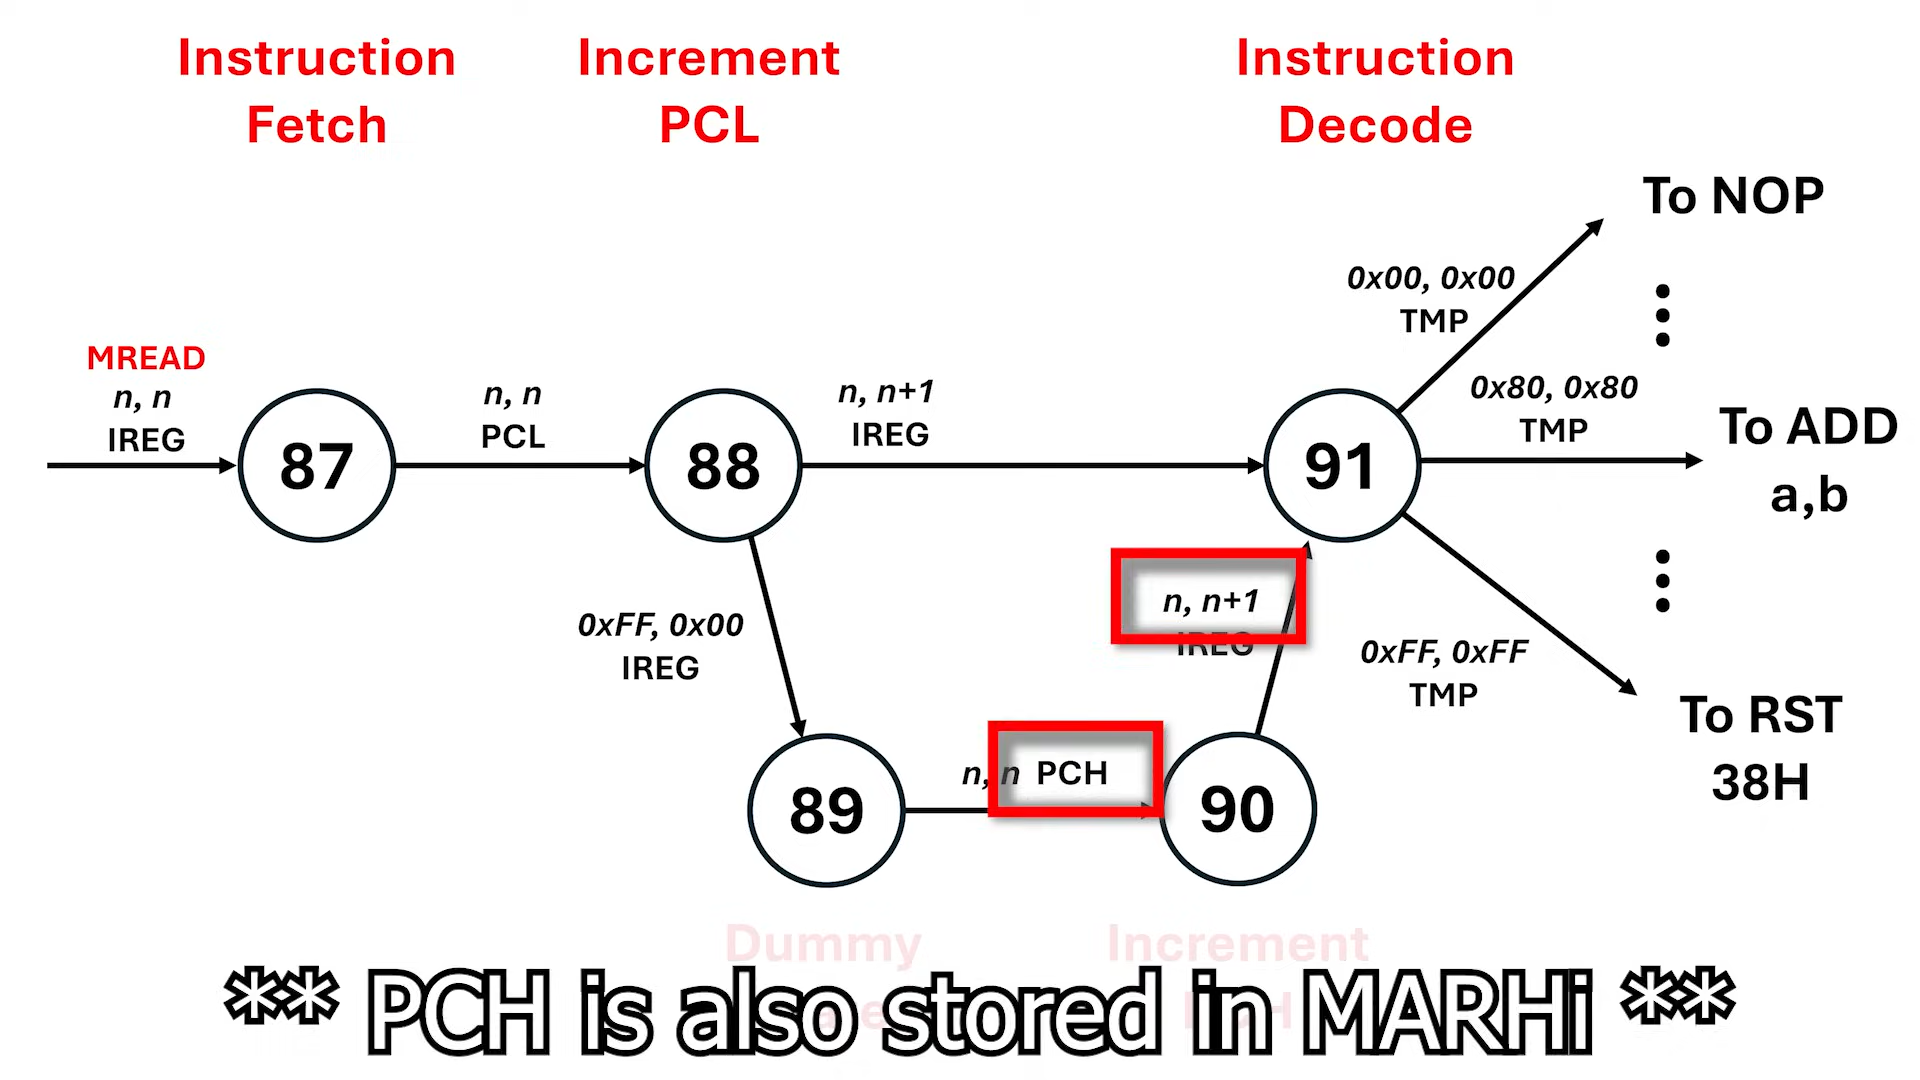 Instruction
Fetch
Increment
PCL
Instruction
Decode
To NOP
0x00, 0x00
TMP
MREAD
n, n
IREG
87
n, n
PCL
88
n, n+1
IREG
91
0x80, 0x80
TMP
To ADD
a,b
0xFF, 0x00
IREG
n, n+1
IREG
0xFF, 0xFF
TMP
To RST
38H
89
n, n PCH
90
Dummy
Increment
** PCH is also stored in MARHi **